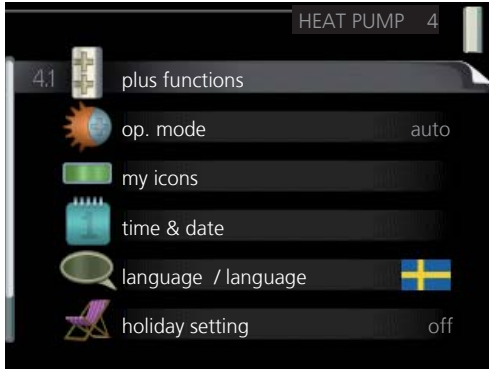 HEAT PUMP 4
4.1 plus functions
op. mode auto
my icons
1
time & date
language / language
holiday setting off